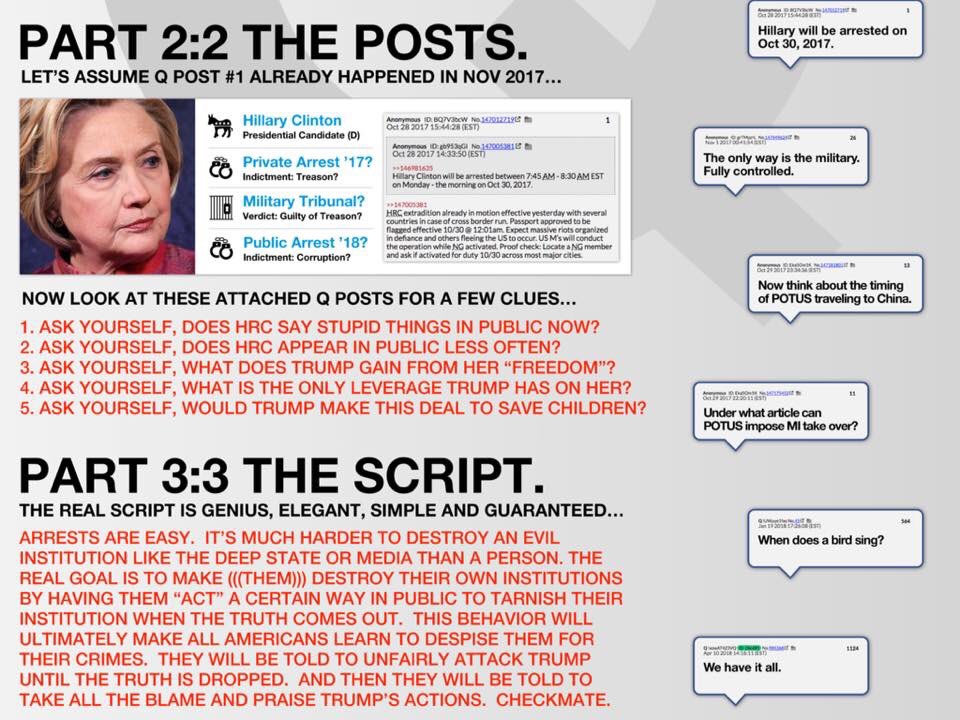 PART 2:2 THE POSTS.
LET'S ASSUME Q POST #1 ALREADY HAPPENED IN NOV 2017...
Hillary Clinton
Presidential Candidate (D)
Private Arrest '17?
Indictment: Treason?
Military Tribunal?
Verdict: Guilty of Treason?
Public Arrest '18?
Indictment: Corruption?
Anonymous ID: BQ7V3bcW No.147012719 1
Oct 28 2017 15:44:28 (EST)
Anonymous ID: gb953qGI No.147005381
Oct 28 2017 14:33:50 (EST)
>>146981635
Hillary Clinton will be arrested between 7:45 AM - 8:30 AM EST
on Monday - the morning on Oct 30, 2017.
>>147005381
HRC extradition already in motion effective yesterday with several
countries in case of cross border run. Passport approved to be
flagged effective 10/30 @ 12:01am. Expect massive riots organized
in defiance and others fleeing the US to occur. US M's will conduct
the operation while NG activated. Proof check: Locate a NG member
and ask if activated for duty 10/30 across most major cities.
NOW LOOK AT THESE ATTACHED Q POSTS FOR A FEW CLUES...
1. ASK YOURSELF, DOES HRC SAY STUPID THINGS IN PUBLIC NOW?
2. ASK YOURSELF, DOES HRC APPEAR IN PUBLIC LESS OFTEN?
3. ASK YOURSELF, WHAT DOES TRUMP GAIN FROM HER "FREEDOM"?
4. ASK YOURSELF, WHAT IS THE ONLY LEVERAGE TRUMP HAS ON HER?
5. ASK YOURSELF, WOULD TRUMP MAKE THIS DEAL TO SAVE CHILDREN?
PART 3:3 THE SCRIPT.
THE REAL SCRIPT IS GENIUS, ELEGANT, SIMPLE AND GUARANTEED...
ARRESTS ARE EASY. IT'S MUCH HARDER TO DESTROY AN EVIL
INSTITUTION LIKE THE DEEP STATE OR MEDIA THAN A PERSON. THE
REAL GOAL IS TO MAKE (((THEM))) DESTROY THEIR OWN INSTITUTIONS
BY HAVING THEM "ACT" A CERTAIN WAY IN PUBLIC TO TARNISH THEIR
INSTITUTION WHEN THE TRUTH COMES OUT. THIS BEHAVIOR WILL
ULTIMATELY MAKE ALL AMERICANS LEARN TO DESPISE THEM FOR
THEIR CRIMES. THEY WILL BE TOLD TO UNFAIRLY ATTACK TRUMP
UNTIL THE TRUTH IS DROPPED. AND THEN THEY WILL BE TOLD TO
TAKE ALL THE BLAME AND PRAISE TRUMP'S ACTIONS. CHECKMATE.
Anonymous ID: BQ7V3bcW No.147012719 1
Oct 28 2017 15:44:28 (EST)
Hillary will be arrested on
Oct 30, 2017.
Anonymous 26
Nov 1 2017 00:41:54 (EST)
The only way is the military.
Fully controlled.
Anonymous 13
Oct 29 2017 23:34:36 (EST)
Now think about the timing
of POTUS traveling to China.
Anonymous 11
Oct 29 2017 22:20:11 (EST)
Under what article can
POTUS impose MI take over?
564
Jan 19 2018 17:26:08 (EST)
When does a bird sing?
1124
Apr 10 2018 14:16:11 (EST)
We have it all.